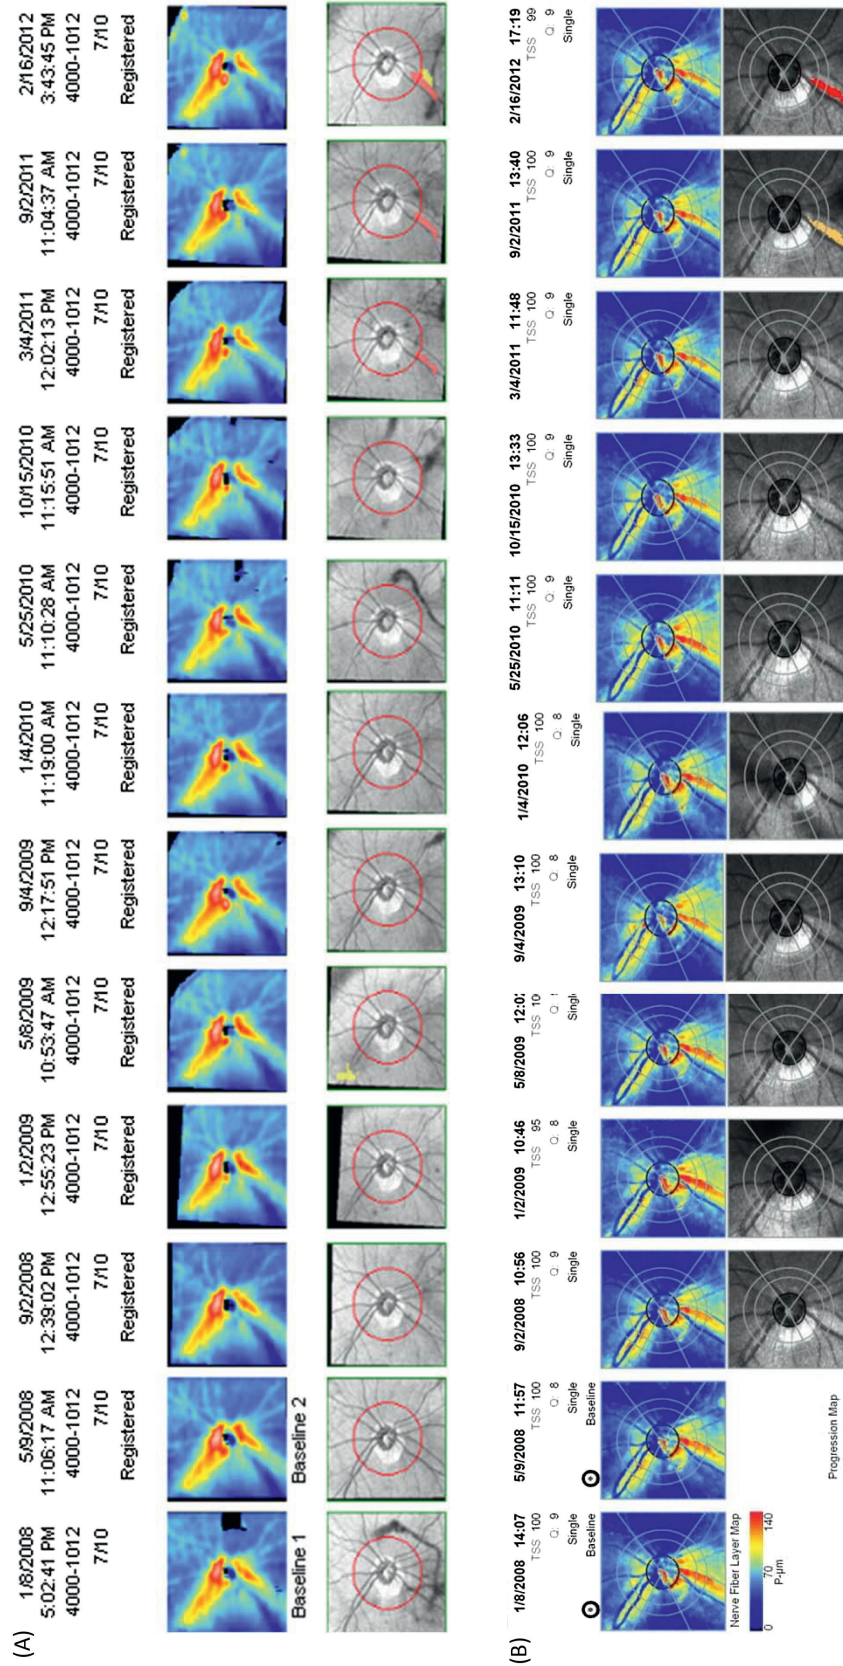 (A)
1/8/2008
5:02:41 PM
4000-1012
7/10
Baseline 1
5/9/2008
11:06:17 AM
4000-1012
7/10
Registered
Baseline 2
9/2/2008
12:39:02 PM
4000-1012
7/10
Registered
1/2/2009
12:55:23 PM
4000-1012
7/10
Registered
5/8/2009
10:53:47 AM
4000-1012
7/10
Registered
9/4/2009
12:17:51 PM
4000-1012
7/10
Registered
1/4/2010
11:19:00 AM
4000-1012
7/10
Registered
5/25/2010
11:10:28 AM
4000-1012
7/10
Registered
10/15/2010
11:15:51 AM
4000-1012
7/10
Registered
3/4/2011
12:02:13 PM
4000-1012
7/10
Registered
9/2/2011
11:04:37 AM
4000-1012
7/10
Registered
2/16/2012
3:43:45 PM
4000-1012
7/10
Registered
(B)
1/8/2008 14:07
TSS 100
Q: 9
Single
Baseline
5/9/2008 11:57
TSS 100
Q: 8
Single
Baseline
9/2/2008 10:56
TSS 100
Q: 9
Single
1/2/2009 10:46
TSS 95
Q: 8
Single
5/8/2009 12:0
TSS 10
Q:
Singl
9/4/2009 13:10
TSS 100
Q: 8
Single
1/4/2010 12:06
TSS 100
Q: 8
Single
5/25/2010 11:11
TSS 100
Q: 9
Single
10/15/2010 13:33
TSS 100
Q: 9
Single
3/4/2011 11:48
TSS 100
Q: 9
Single
9/2/2011 13:40
TSS 100
Q: 9
Single
2/16/2012 17:19
TSS 99
Q: 9
Single
Nerve Fiber Layer Map
0 70 140
P-µm
Progression Map